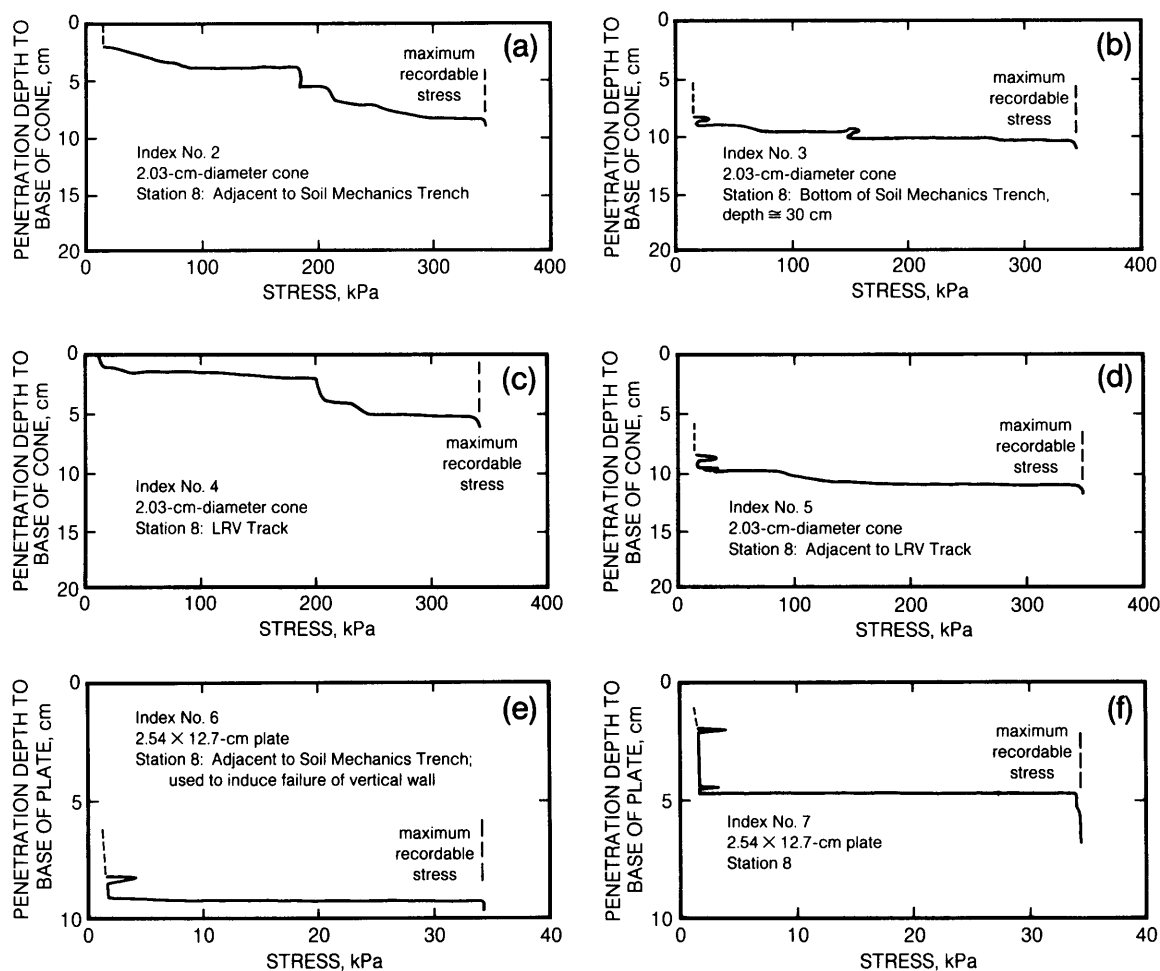 (a)
PENETRATION DEPTH TO
BASE OF CONE, cm
0
5
10
15
20
maximum
recordable
stress
Index No. 2
2.03-cm-diameter cone
Station 8: Adjacent to Soil Mechanics Trench
0 100 200 300 400
STRESS, kPa
(b)
PENETRATION DEPTH TO
BASE OF CONE, cm
0
5
10
15
20
maximum
recordable
stress
Index No. 3
2.03-cm-diameter cone
Station 8: Bottom of Soil Mechanics Trench,
depth ≅ 30 cm
0 100 200 300 400
STRESS, kPa
(c)
PENETRATION DEPTH TO
BASE OF CONE, cm
0
5
10
15
20
maximum
recordable
stress
Index No. 4
2.03-cm-diameter cone
Station 8: LRV Track
0 100 200 300 400
STRESS, kPa
(d)
PENETRATION DEPTH TO
BASE OF CONE, cm
0
5
10
15
20
maximum
recordable
stress
Index No. 5
2.03-cm-diameter cone
Station 8: Adjacent to LRV Track
0 100 200 300 400
STRESS, kPa
(e)
PENETRATION DEPTH TO
BASE OF PLATE, cm
0
5
10
Index No. 6
2.54 × 12.7-cm plate
Station 8: Adjacent to Soil Mechanics Trench;
used to induce failure of vertical wall
maximum
recordable
stress
0 10 20 30 40
STRESS, kPa
(f)
PENETRATION DEPTH TO
BASE OF PLATE, cm
0
5
10
maximum
recordable
stress
Index No. 7
2.54 × 12.7-cm plate
Station 8
0 10 20 30 40
STRESS, kPa